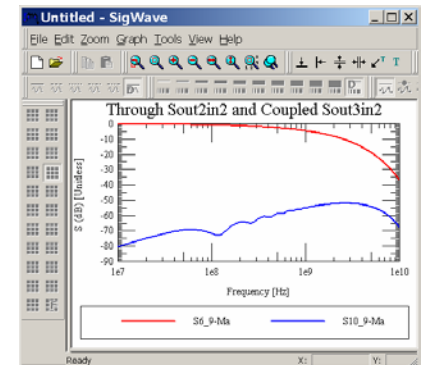 Untitled - SigWave
File Edit Zoom Graph Tools View Help
Through Sout2in2 and Coupled Sout3in2
S (dB) [Unitless]
0
-10
-20
-30
-40
-50
-60
-70
-80
-90
1e7 1e8 1e9 1e10
Frequency [Hz]
S6_9-Ma S10_9-Ma
Ready X: Y: